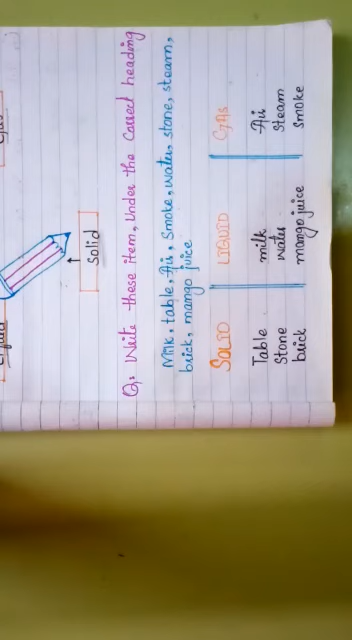 Solid
Q: Write these item, Under the Correct heading
Milk, table, Air, Smoke, water, stone, steam,
brick, mango juice
SOLID LIQUID GAS
Table milk Air
Stone water steam
brick mango juice smoke